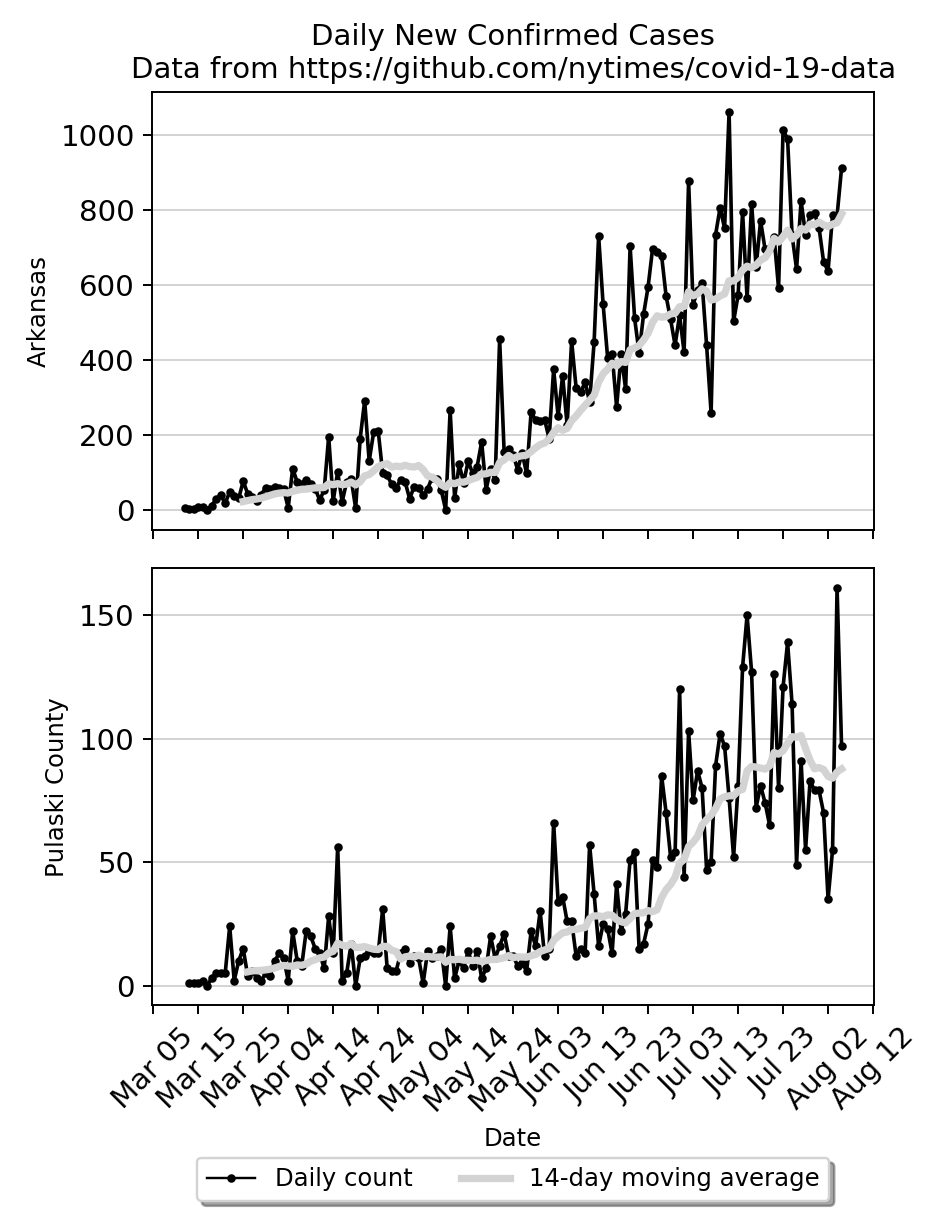 Daily New Confirmed Cases
Data from https://github.com/nytimes/covid-19-data
1000
800
600
400
200
0
Arkansas
150
100
50
0
Pulaski County
Mar 05
Mar 15
Mar 25
Apr 04
Apr 14
Apr 24
May 04
May 14
May 24
Jun 03
Jun 13
Jun 23
Jul 03
Jul 13
Jul 23
Aug 02
Aug 12
Date
Daily count
14-day moving average